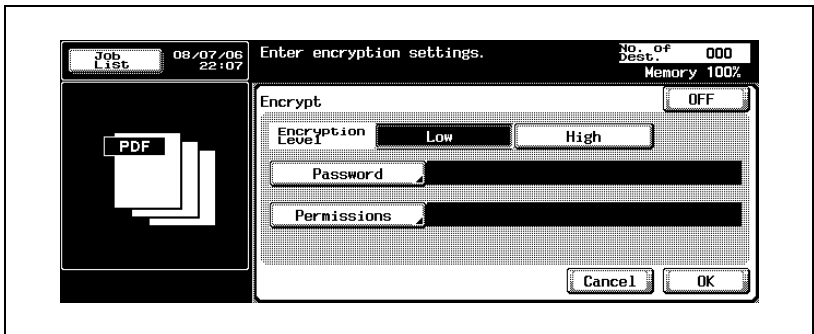 Job List
08/07/06
22:07
Enter encryption settings.
No. of Dest. 000
Memory 100%
PDF
Encrypt
OFF
Encryption Level
Low
High
Password
Permissions
Cancel
OK